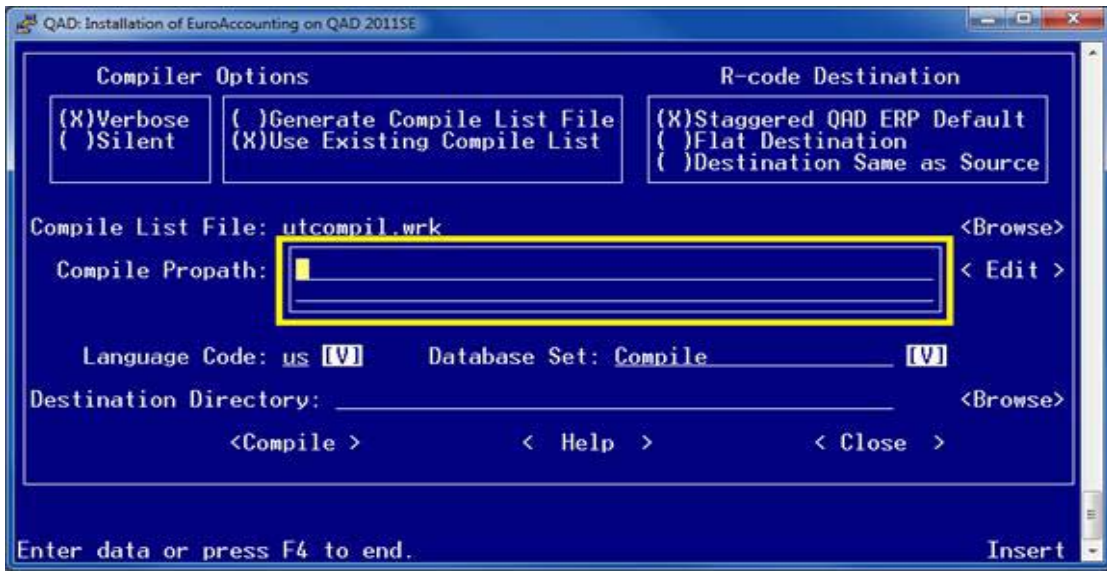 QAD: Installation of EuroAccounting on QAD 2011SE
Compiler Options R-code Destination
(X)Verbose ( )Generate Compile List File (X)Staggered QAD ERP Default
( )Silent (X)Use Existing Compile List ( )Flat Destination
( )Destination Same as Source
Compile List File: utcompil.wrk <Browse>
Compile Propath: < Edit >
Language Code: us [V] Database Set: Compile [V]
Destination Directory: <Browse>
<Compile > < Help > < Close >
Enter data or press F4 to end. Insert